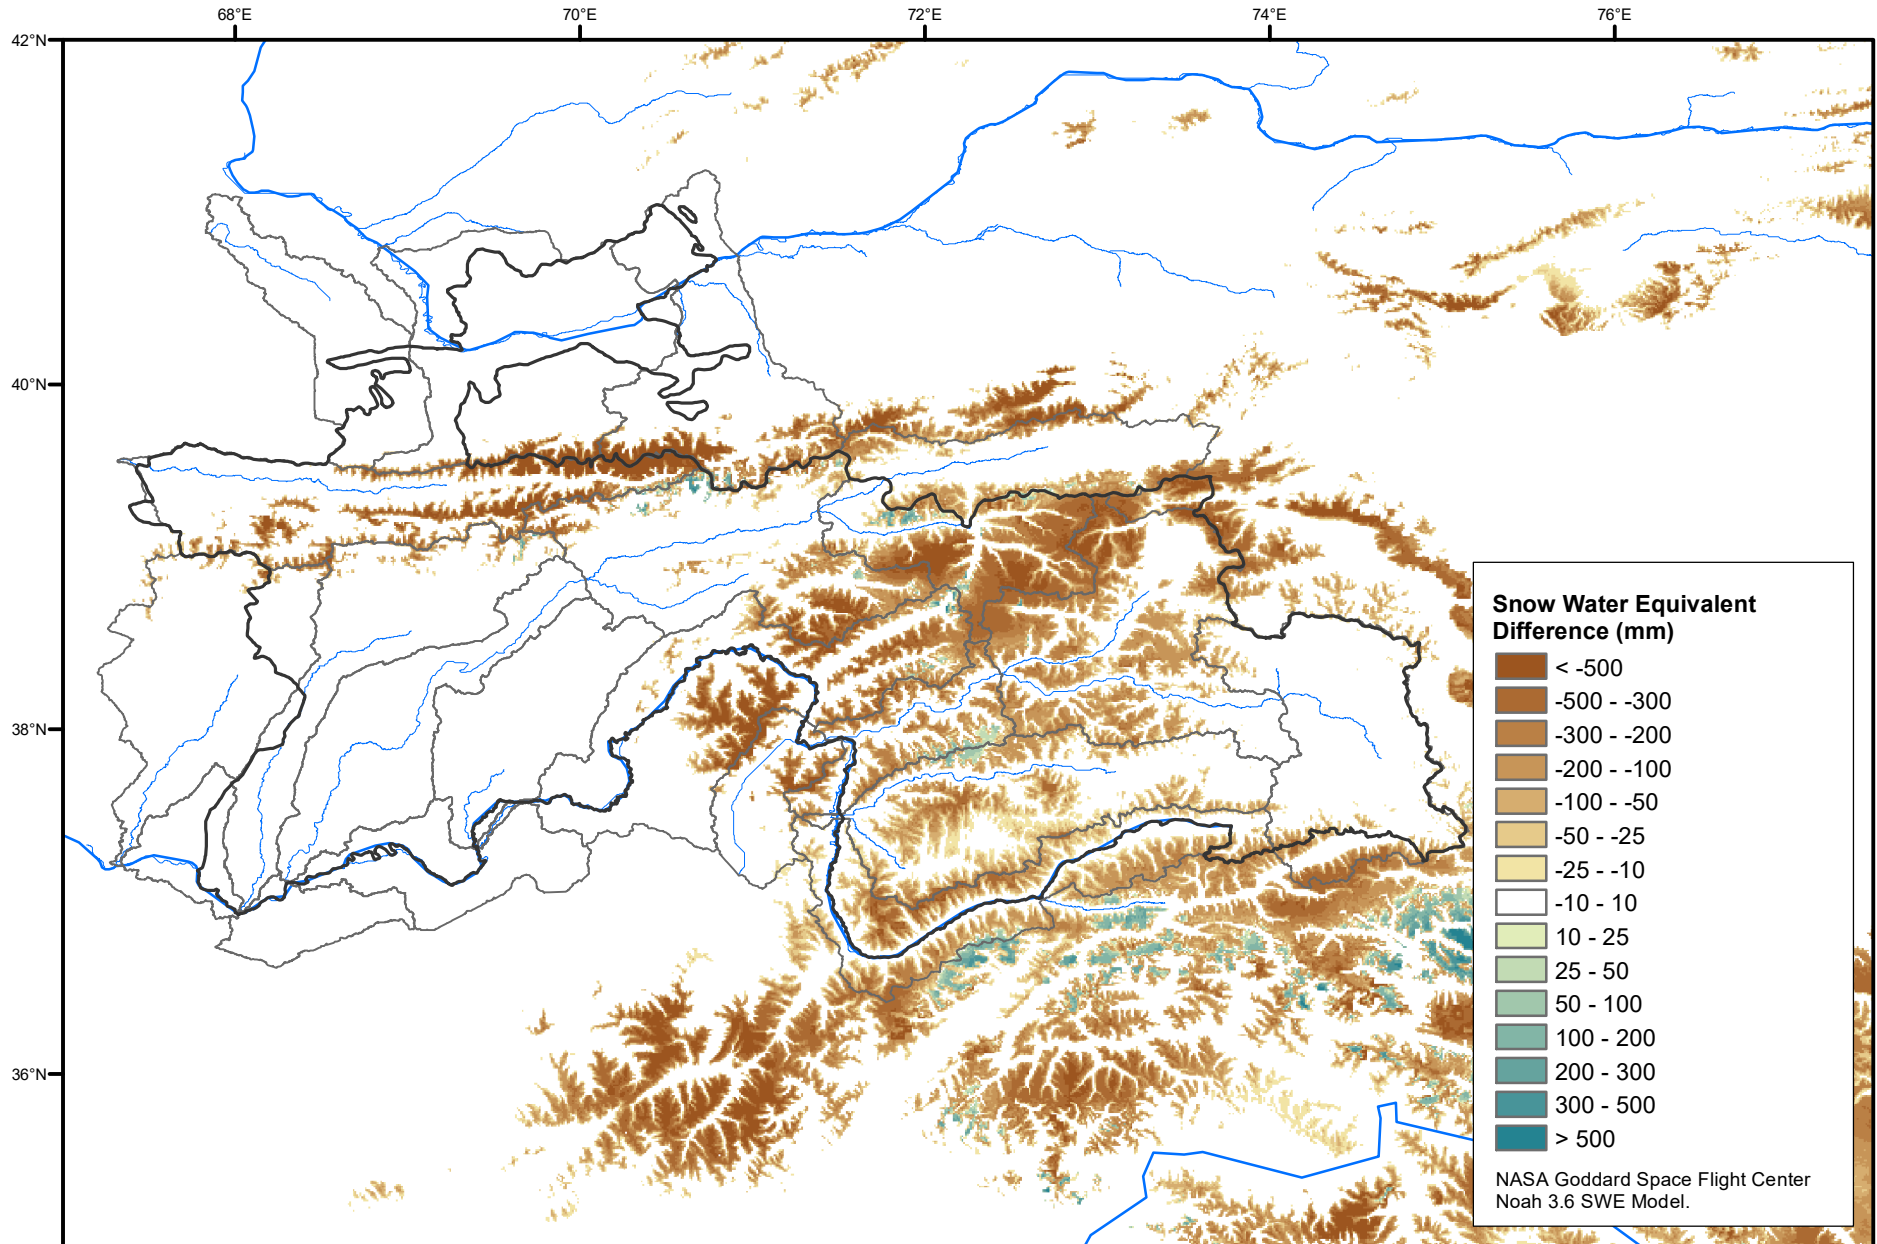 68°E
70°E
72°E
74°E
76°E
42°N
40°N
38°N
36°N
Snow Water Equivalent
Difference (mm)
< -500
-500 - -300
-300 - -200
-200 - -100
-100 - -50
-50 - -25
-25 - -10
-10 - 10
10 - 25
25 - 50
50 - 100
100 - 200
200 - 300
300 - 500
> 500
NASA Goddard Space Flight Center
Noah 3.6 SWE Model.